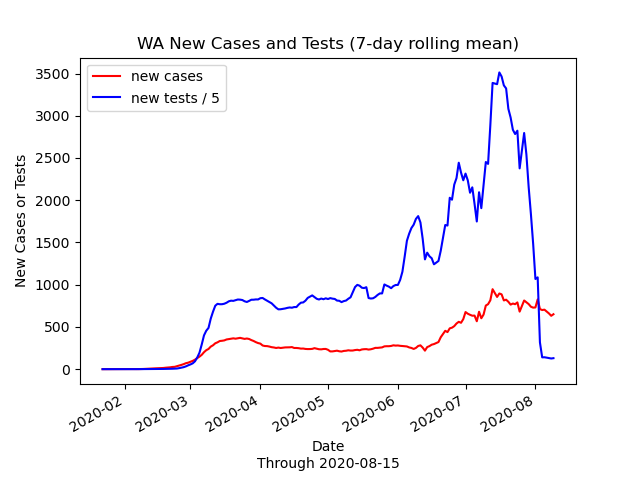 WA New Cases and Tests (7-day rolling mean)
new cases
new tests / 5
New Cases or Tests
3500
3000
2500
2000
1500
1000
500
0
2020-02
2020-03
2020-04
2020-05
2020-06
2020-07
2020-08
Date
Through 2020-08-15